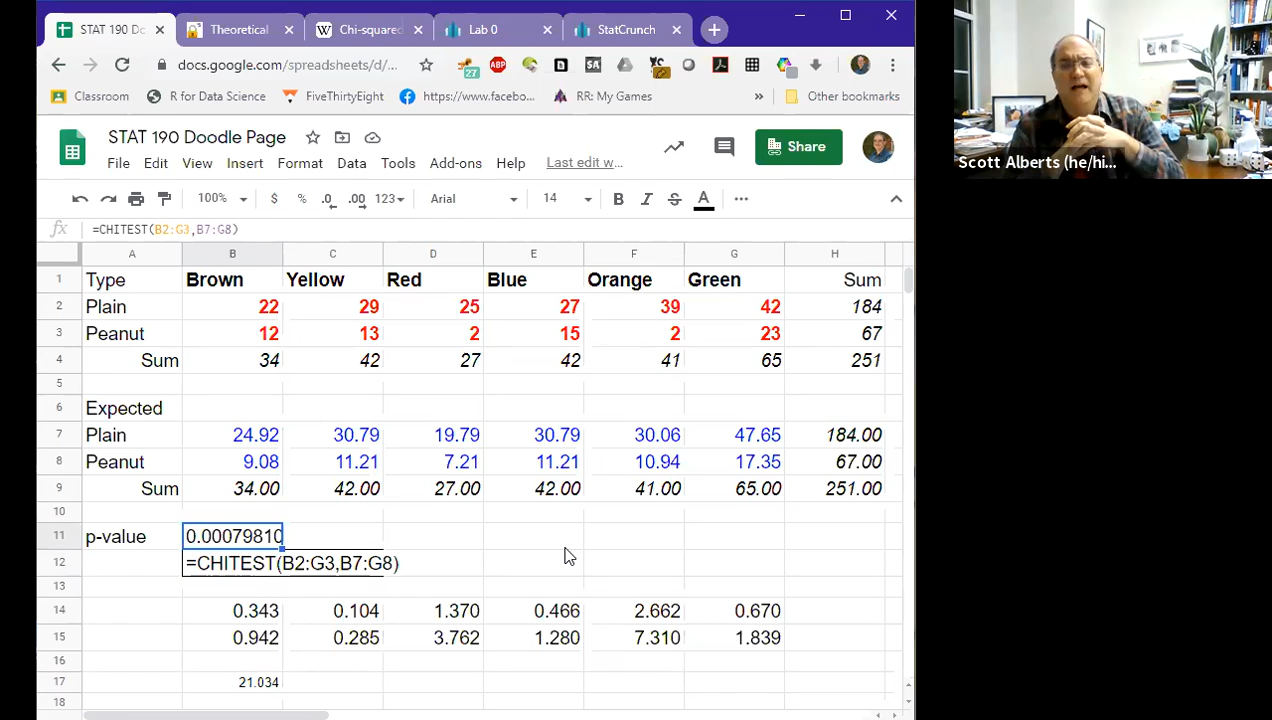 STAT 190 Do
Theoretical
Chi-squared
Lab 0
StatCrunch
docs.google.com/spreadsheets/d/...
27
ABP
Classroom
R for Data Science
FiveThirtyEight
https://www.facebo...
RR: My Games
»
Other bookmarks
STAT 190 Doodle Page
Share
File Edit View Insert Format Data Tools Add-ons Help Last edit w...
100% $ % .0 .00 123 Arial 14 B I S A
fx =CHITEST(B2:G3,B7:G8)
A B C D E F G H
1 Type Brown Yellow Red Blue Orange Green Sum
2 Plain 22 29 25 27 39 42 184
3 Peanut 12 13 2 15 2 23 67
4 Sum 34 42 27 42 41 65 251
5
6 Expected
7 Plain 24.92 30.79 19.79 30.79 30.06 47.65 184.00
8 Peanut 9.08 11.21 7.21 11.21 10.94 17.35 67.00
9 Sum 34.00 42.00 27.00 42.00 41.00 65.00 251.00
10
11 p-value 0.00079810
12 =CHITEST(B2:G3,B7:G8)
13
14 0.343 0.104 1.370 0.466 2.662 0.670
15 0.942 0.285 3.762 1.280 7.310 1.839
16
17 21.034
18
Scott Alberts (he/hi...